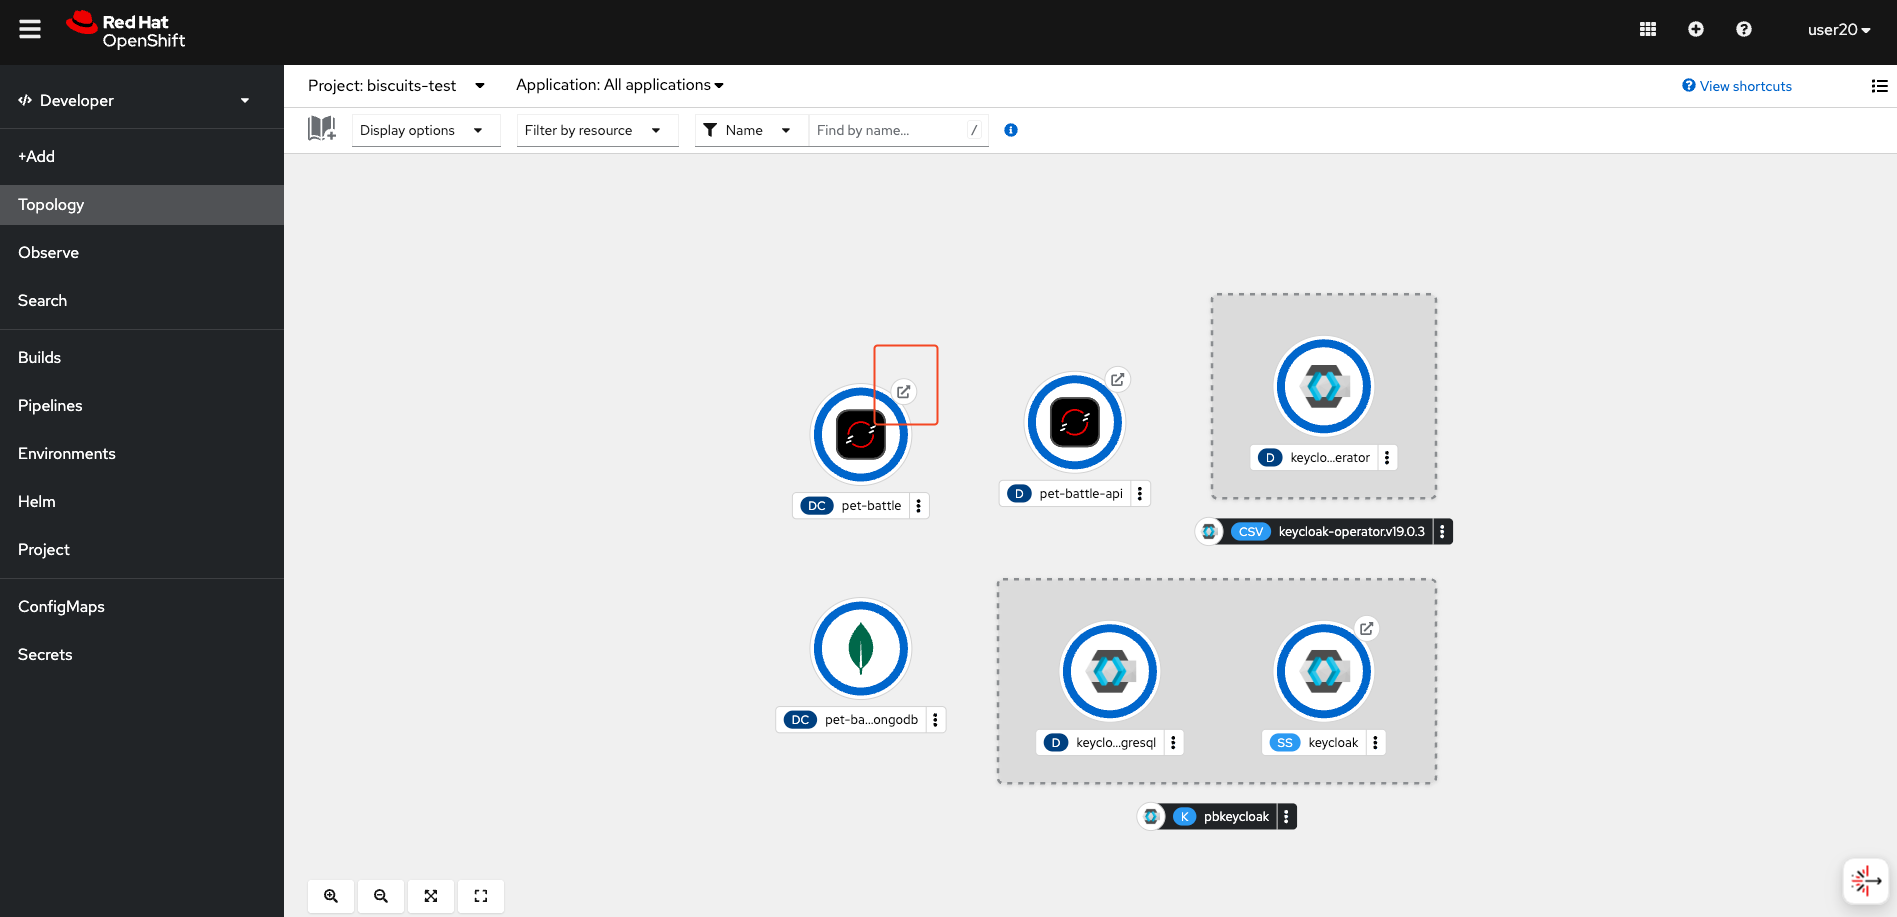 Red Hat
OpenShift
user20
Developer
+Add
Topology
Observe
Search
Builds
Pipelines
Environments
Helm
Project
ConfigMaps
Secrets
Project: biscuits-test
Application: All applications
View shortcuts
Display options
Filter by resource
Name
Find by name...
/
DC pet-battle
D pet-battle-api
D keyclo...erator
CSV keycloak-operator.v19.0.3
DC pet-ba...ongodb
D keyclo...gresql
SS keycloak
K pbkeycloak